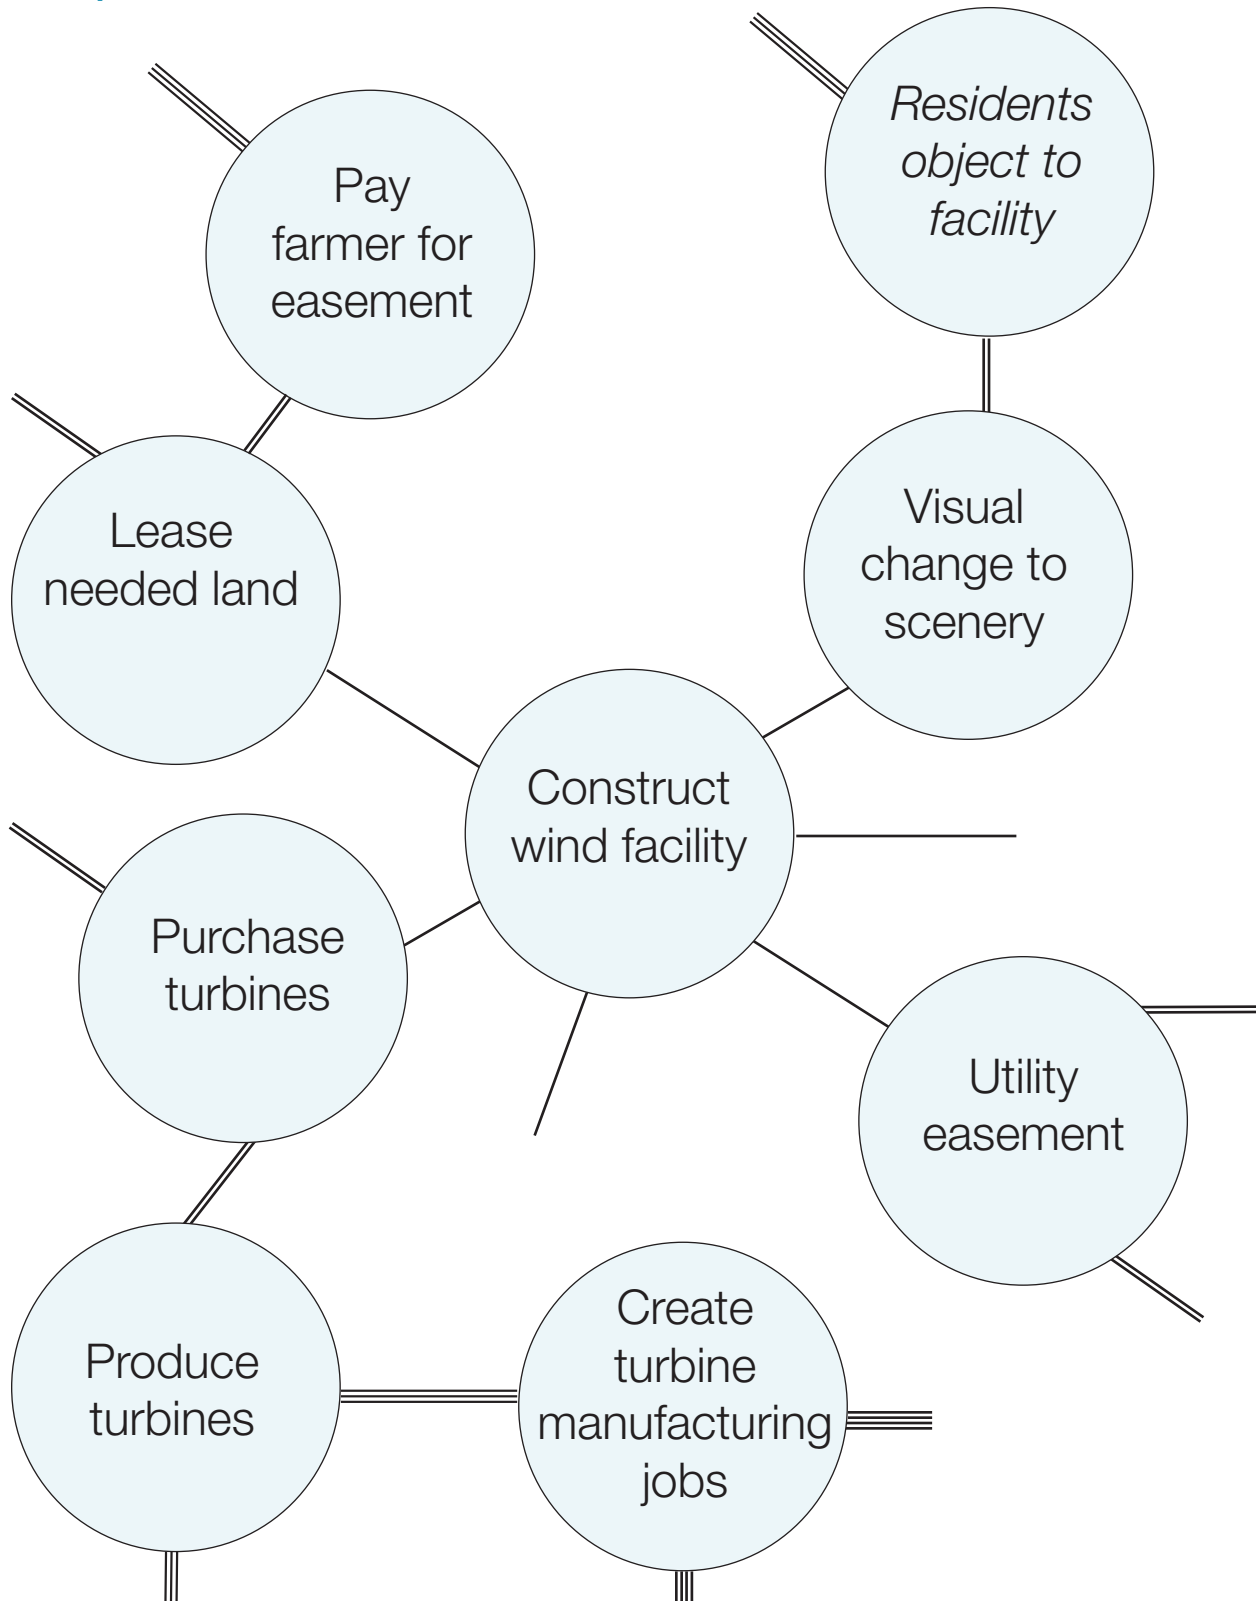 Pay
farmer for
easement
Residents
object to
facility
Lease
needed land
Visual
change to
scenery
Construct
wind facility
Purchase
turbines
Utility
easement
Produce
turbines
Create
turbine
manufacturing
jobs